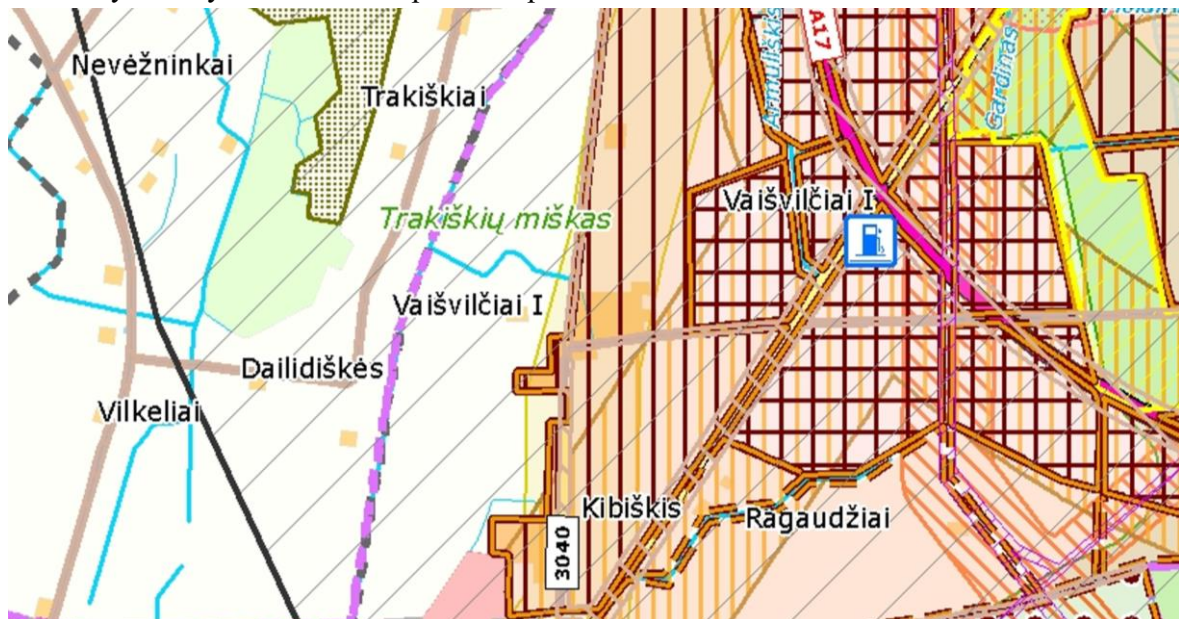 A17
Armuliškis
Gardinas
Nevėžninkai
Trakiškiai
Vaišvilčiai I
Trakiškių miškas
Vaišvilčiai I
Dailidiškės
Vilkeliai
Kibiškis
Ragaudžiai
3040